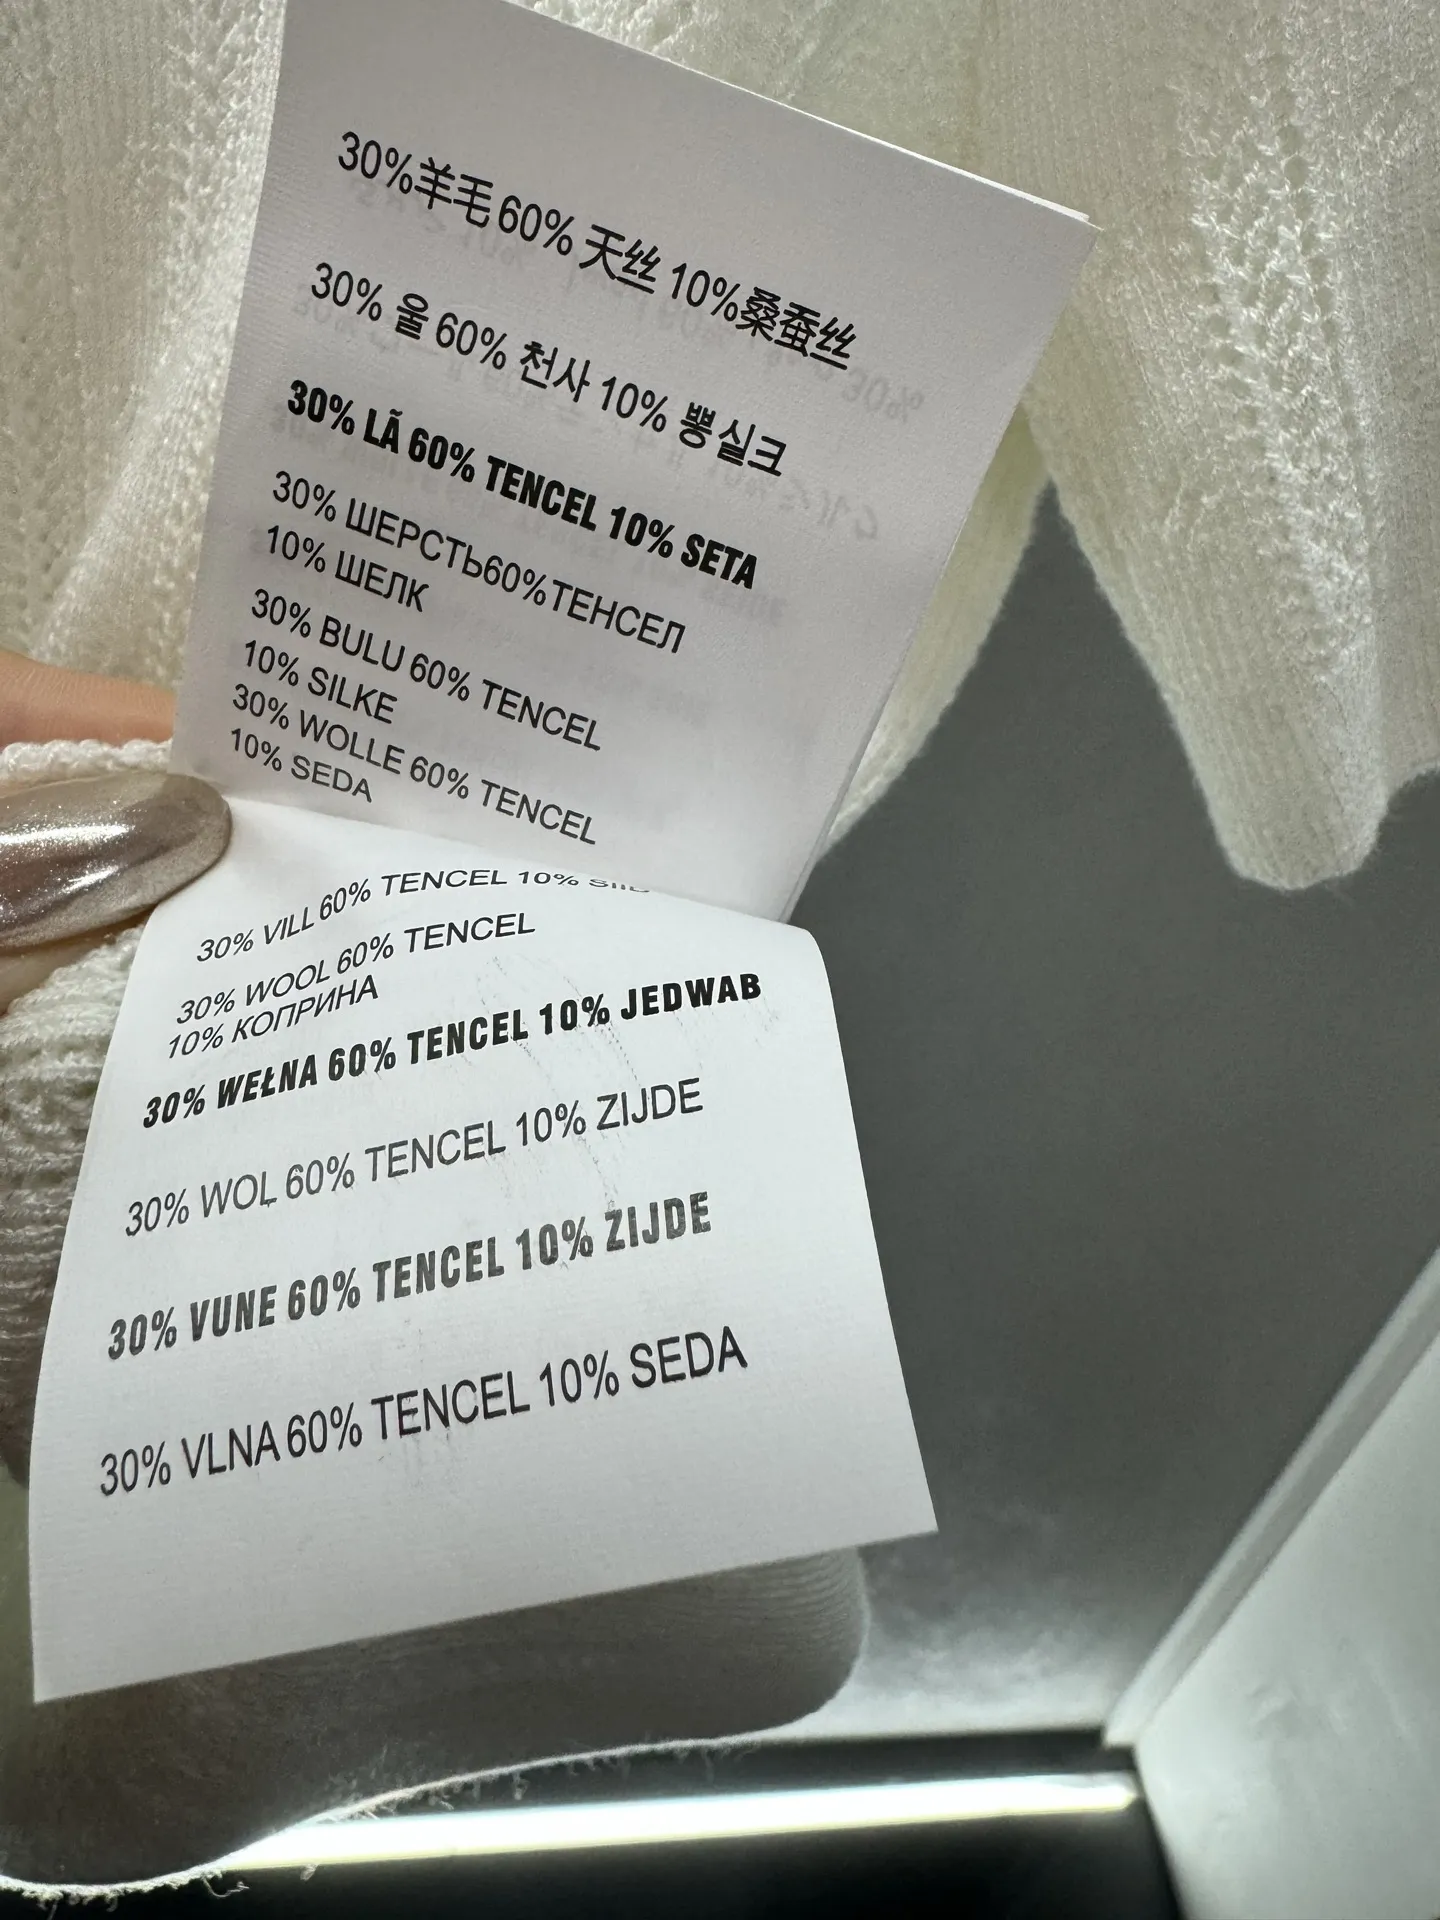 30%羊毛 60% 天丝 10%桑蚕丝
30% 울 60% 천사 10% 뽕실크
30% LÃ 60% TENCEL 10% SETA
30% ШЕРСТЬ60%ТЕНСЕЛ
10% ШЕЛК
30% BULU 60% TENCEL
10% SILKE
30% WOLLE 60% TENCEL
10% SEDA
30% VILL 60% TENCEL 10%
30% WOOL 60% TENCEL
10% КОПРИНА
30% WEŁNA 60% TENCEL 10% JEDWAB
30% WOL 60% TENCEL 10% ZIJDE
30% VUNE 60% TENCEL 10% ZIJDE
30% VLNA 60% TENCEL 10% SEDA